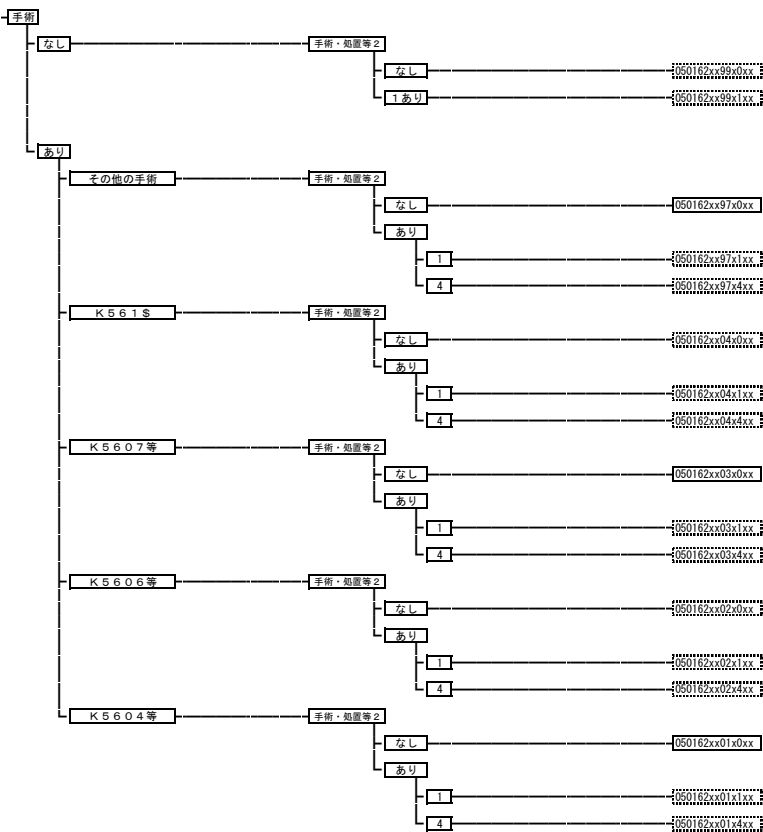 手術
なし 手術・処置等2
なし 050162xx99x0xx
1あり 050162xx99x1xx
あり
その他の手術 手術・処置等2
なし 050162xx97x0xx
あり
1 050162xx97x1xx
4 050162xx97x4xx
K561$ 手術・処置等2
なし 050162xx04x0xx
あり
1 050162xx04x1xx
4 050162xx04x4xx
K5607等 手術・処置等2
なし 050162xx03x0xx
あり
1 050162xx03x1xx
4 050162xx03x4xx
K5606等 手術・処置等2
なし 050162xx02x0xx
あり
1 050162xx02x1xx
4 050162xx02x4xx
K5604等 手術・処置等2
なし 050162xx01x0xx
あり
1 050162xx01x1xx
4 050162xx01x4xx